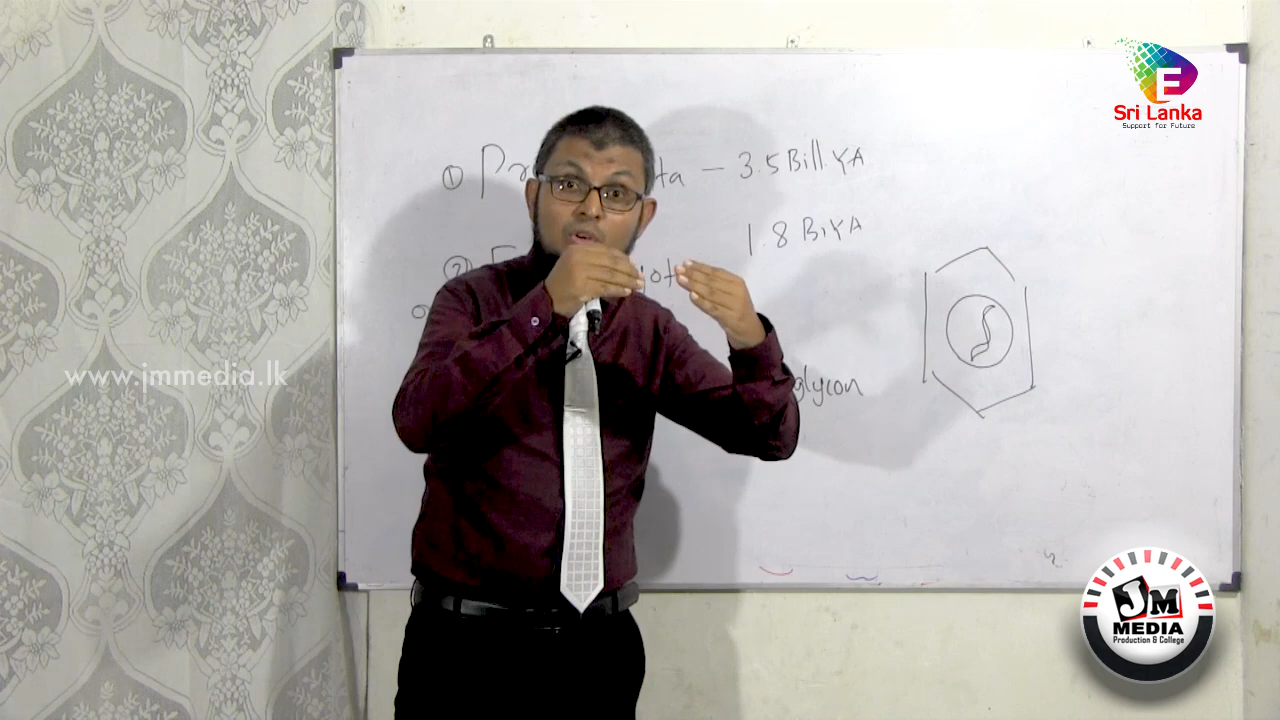 E
Sri Lanka
Support for Future
① Pr ta – 3.5 Bill.YA
1.8 BiYA
② E iot
glycon
www.jmmedia.lk
JM
MEDIA
Production & College